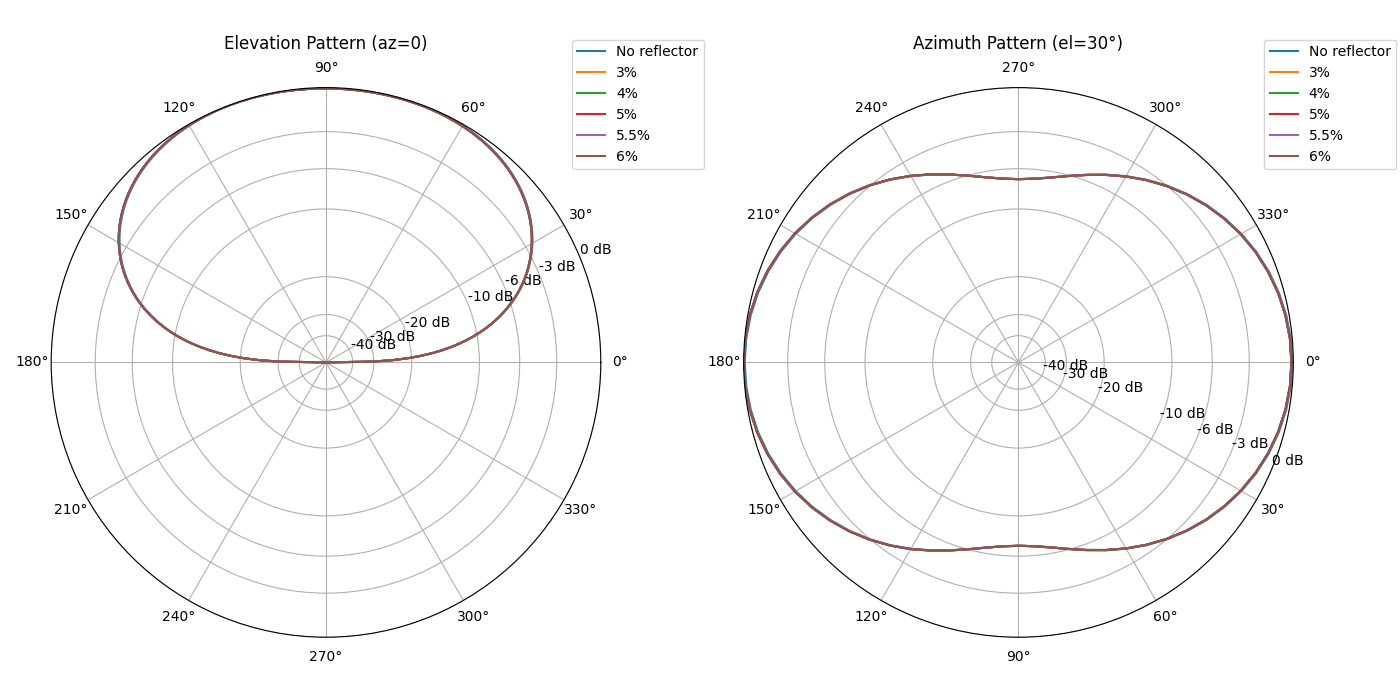 Elevation Pattern (az=0)
90°
120°
60°
150°
30°
180°
0°
210°
330°
240°
300°
270°
0 dB
-3 dB
-6 dB
-10 dB
-20 dB
-30 dB
-40 dB
No reflector
3%
4%
5%
5.5%
6%
Azimuth Pattern (el=30°)
270°
240°
300°
210°
330°
180°
0°
150°
30°
120°
60°
90°
-40 dB
-30 dB
-20 dB
-10 dB
-6 dB
-3 dB
0 dB
No reflector
3%
4%
5%
5.5%
6%